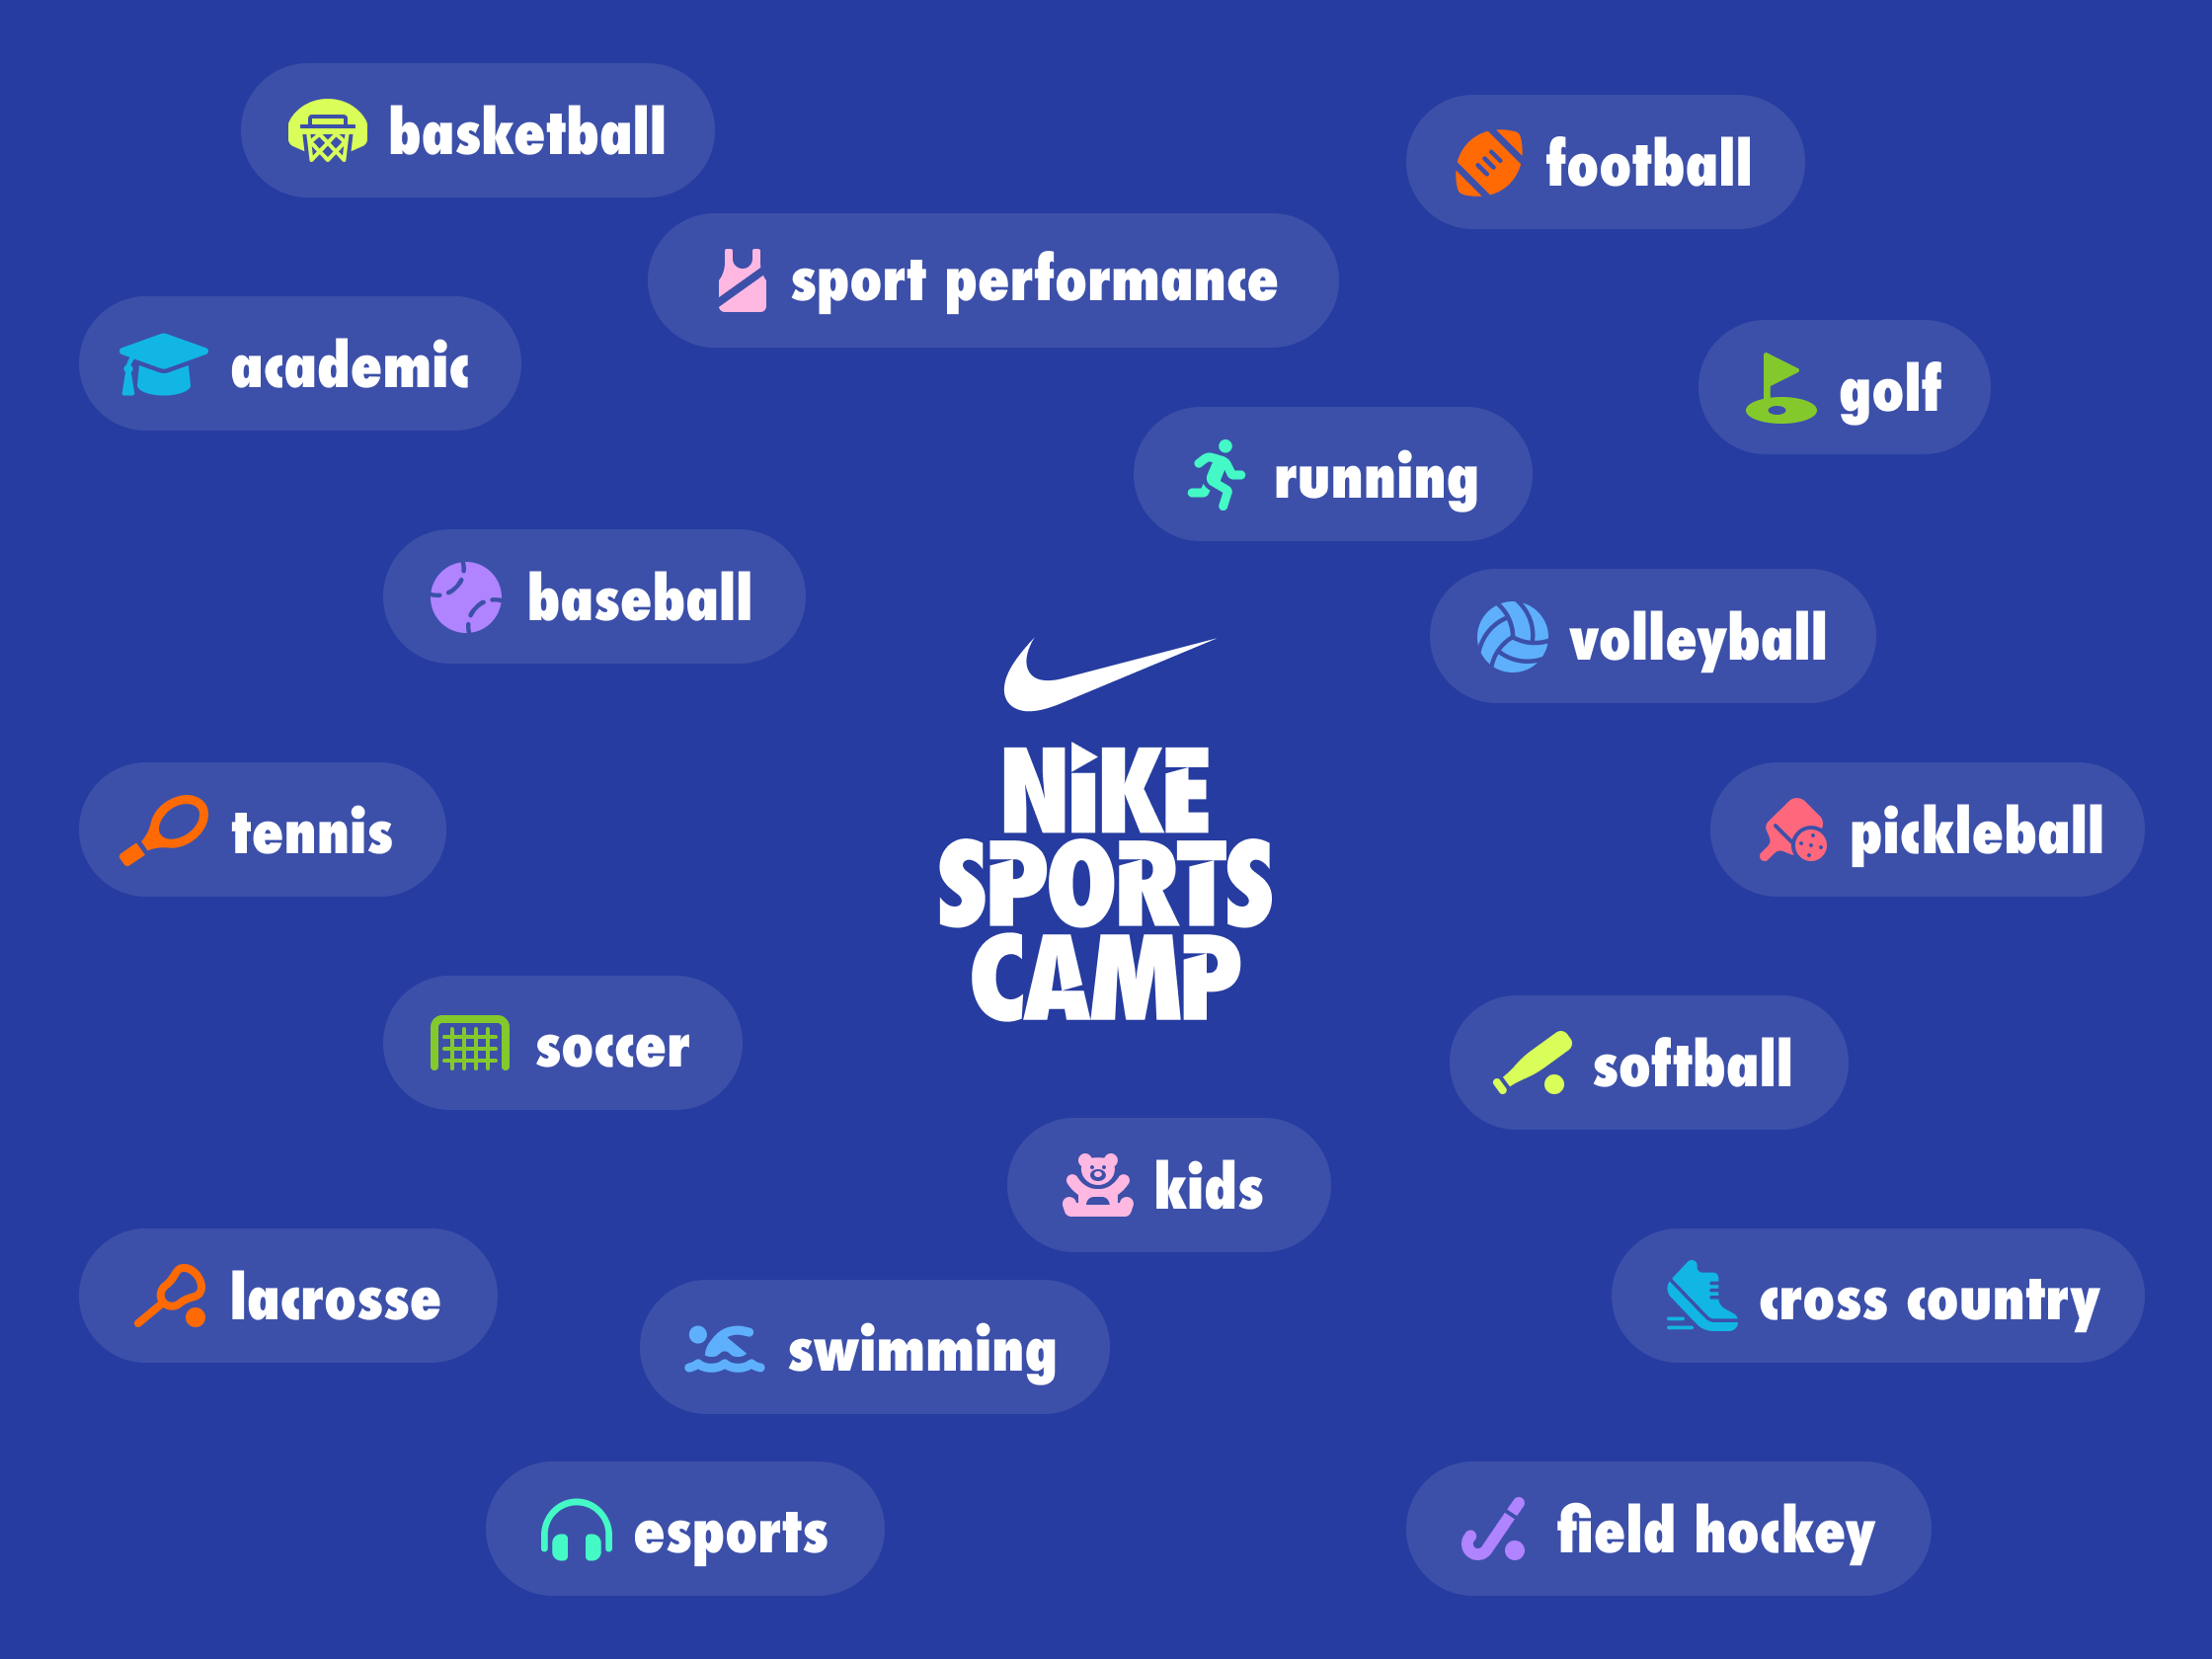 basketball
football
sport performance
academic
golf
running
baseball
volleyball
NiKE
SPORTS
CAMP
tennis
pickleball
soccer
softball
kids
lacrosse
cross country
swimming
esports
field hockey